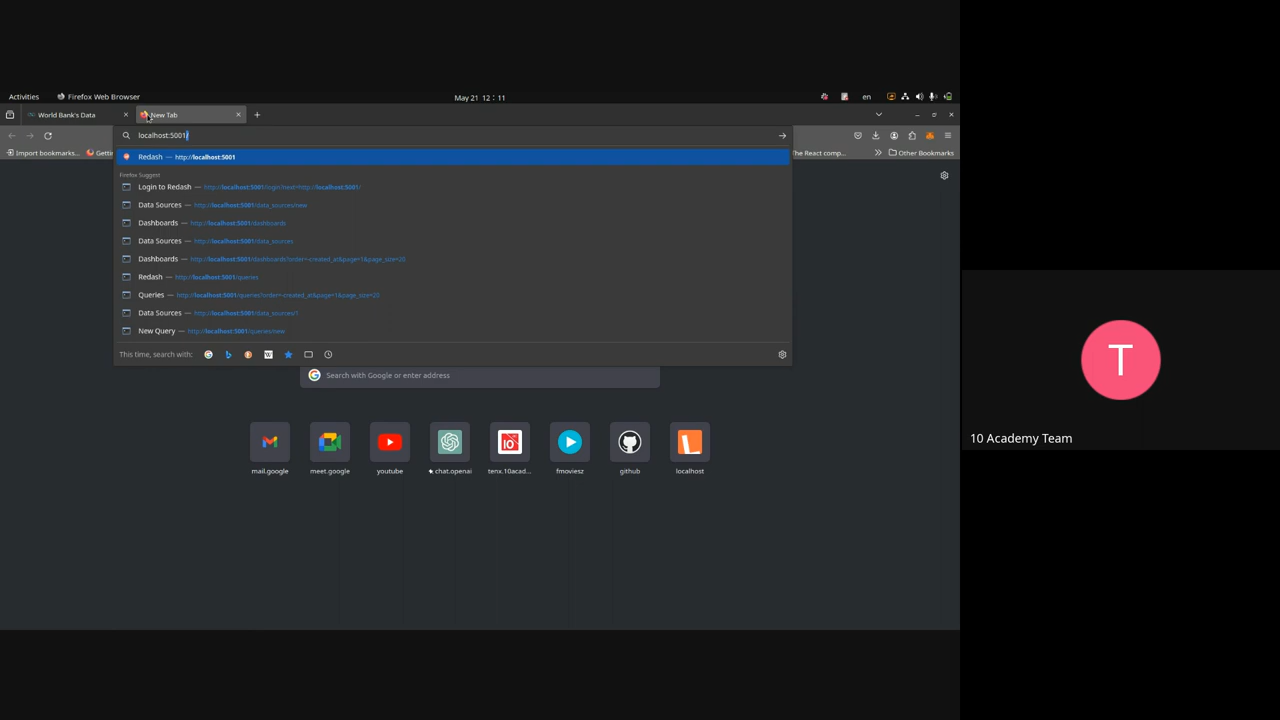 Activities Firefox Web Browser May 21 12 : 11 en
World Bank's Data New Tab
localhost:5001/
Import bookmarks... The React comp... Other Bookmarks
Redash — http://localhost:5001
Firefox Suggest
Login to Redash — http://localhost:5001/login?next=http://localhost:5001/
Data Sources — http://localhost:5001/data_sources/new
Dashboards — http://localhost:5001/dashboards
Data Sources — http://localhost:5001/data_sources
Dashboards — http://localhost:5001/dashboards?order=-created_at&page=1&page_size=20
Redash — http://localhost:5001/queries
Queries — http://localhost:5001/queries?order=-created_at&page=1&page_size=20
Data Sources — http://localhost:5001/data_sources/1
New Query — http://localhost:5001/queries/new
This time, search with:
Search with Google or enter address
mail.google meet.google youtube chat.openai tenx.10acad... fmoviesz github localhost
T
10 Academy Team